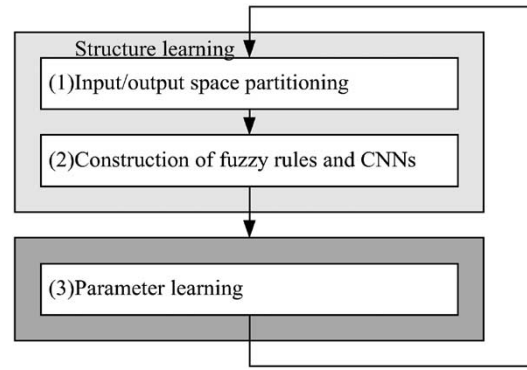 Structure learning
(1)Input/output space partitioning
(2)Construction of fuzzy rules and CNNs
(3)Parameter learning